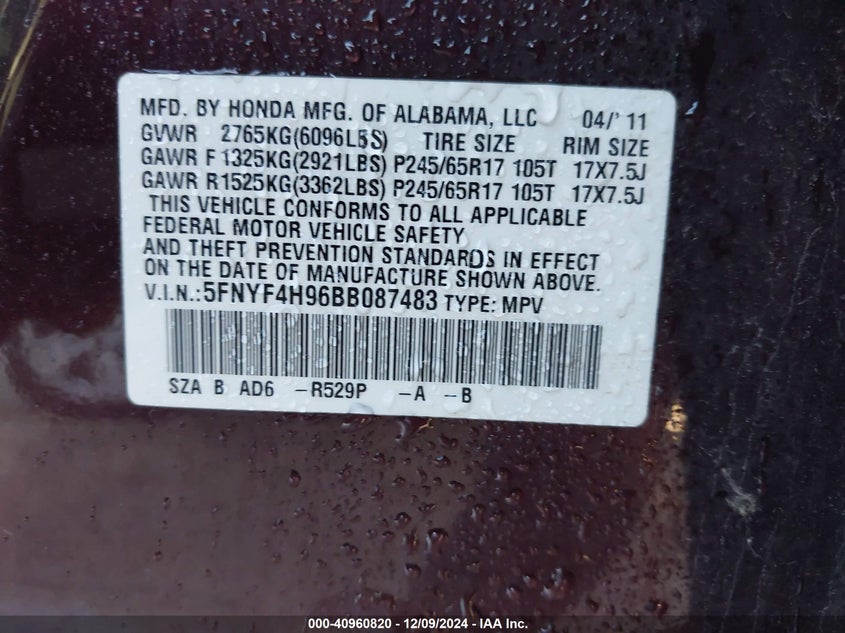 MFD. BY HONDA MFG. OF ALABAMA, LLC 04/' 11
GVWR 2765KG(6096LBS) TIRE SIZE RIM SIZE
GAWR F 1325KG(2921LBS) P245/65R17 105T 17X7.5J
GAWR R1525KG(3362LBS) P245/65R17 105T 17X7.5J
THIS VEHICLE CONFORMS TO ALL APPLICABLE
FEDERAL MOTOR VEHICLE SAFETY
AND THEFT PREVENTION STANDARDS IN EFFECT
ON THE DATE OF MANUFACTURE SHOWN ABOVE.
V.I.N.:5FNYF4H96BB087483 TYPE: MPV
SZA B AD6 -R529P -A -B
000-40960820 - 12/09/2024 - IAA Inc.